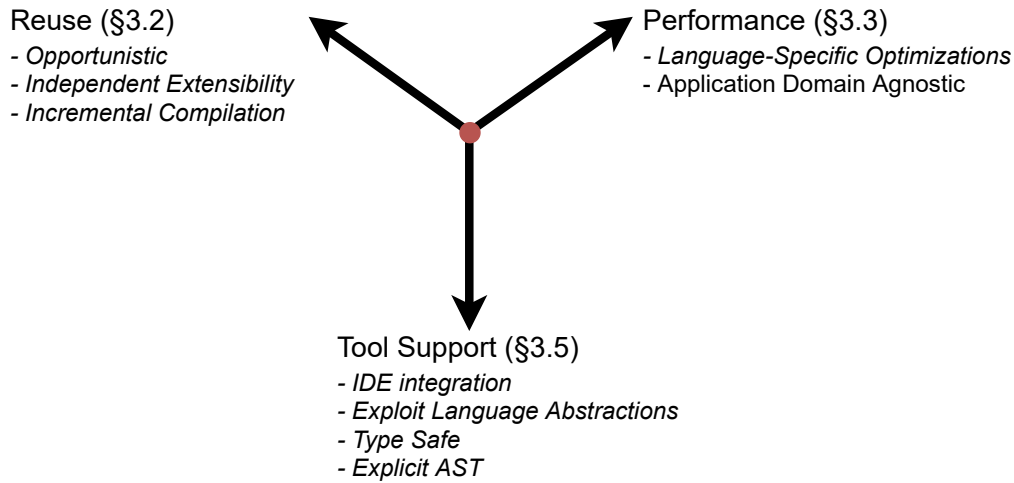 Reuse (§3.2)
- Opportunistic
- Independent Extensibility
- Incremental Compilation
Performance (§3.3)
- Language-Specific Optimizations
- Application Domain Agnostic
Tool Support (§3.5)
- IDE integration
- Exploit Language Abstractions
- Type Safe
- Explicit AST